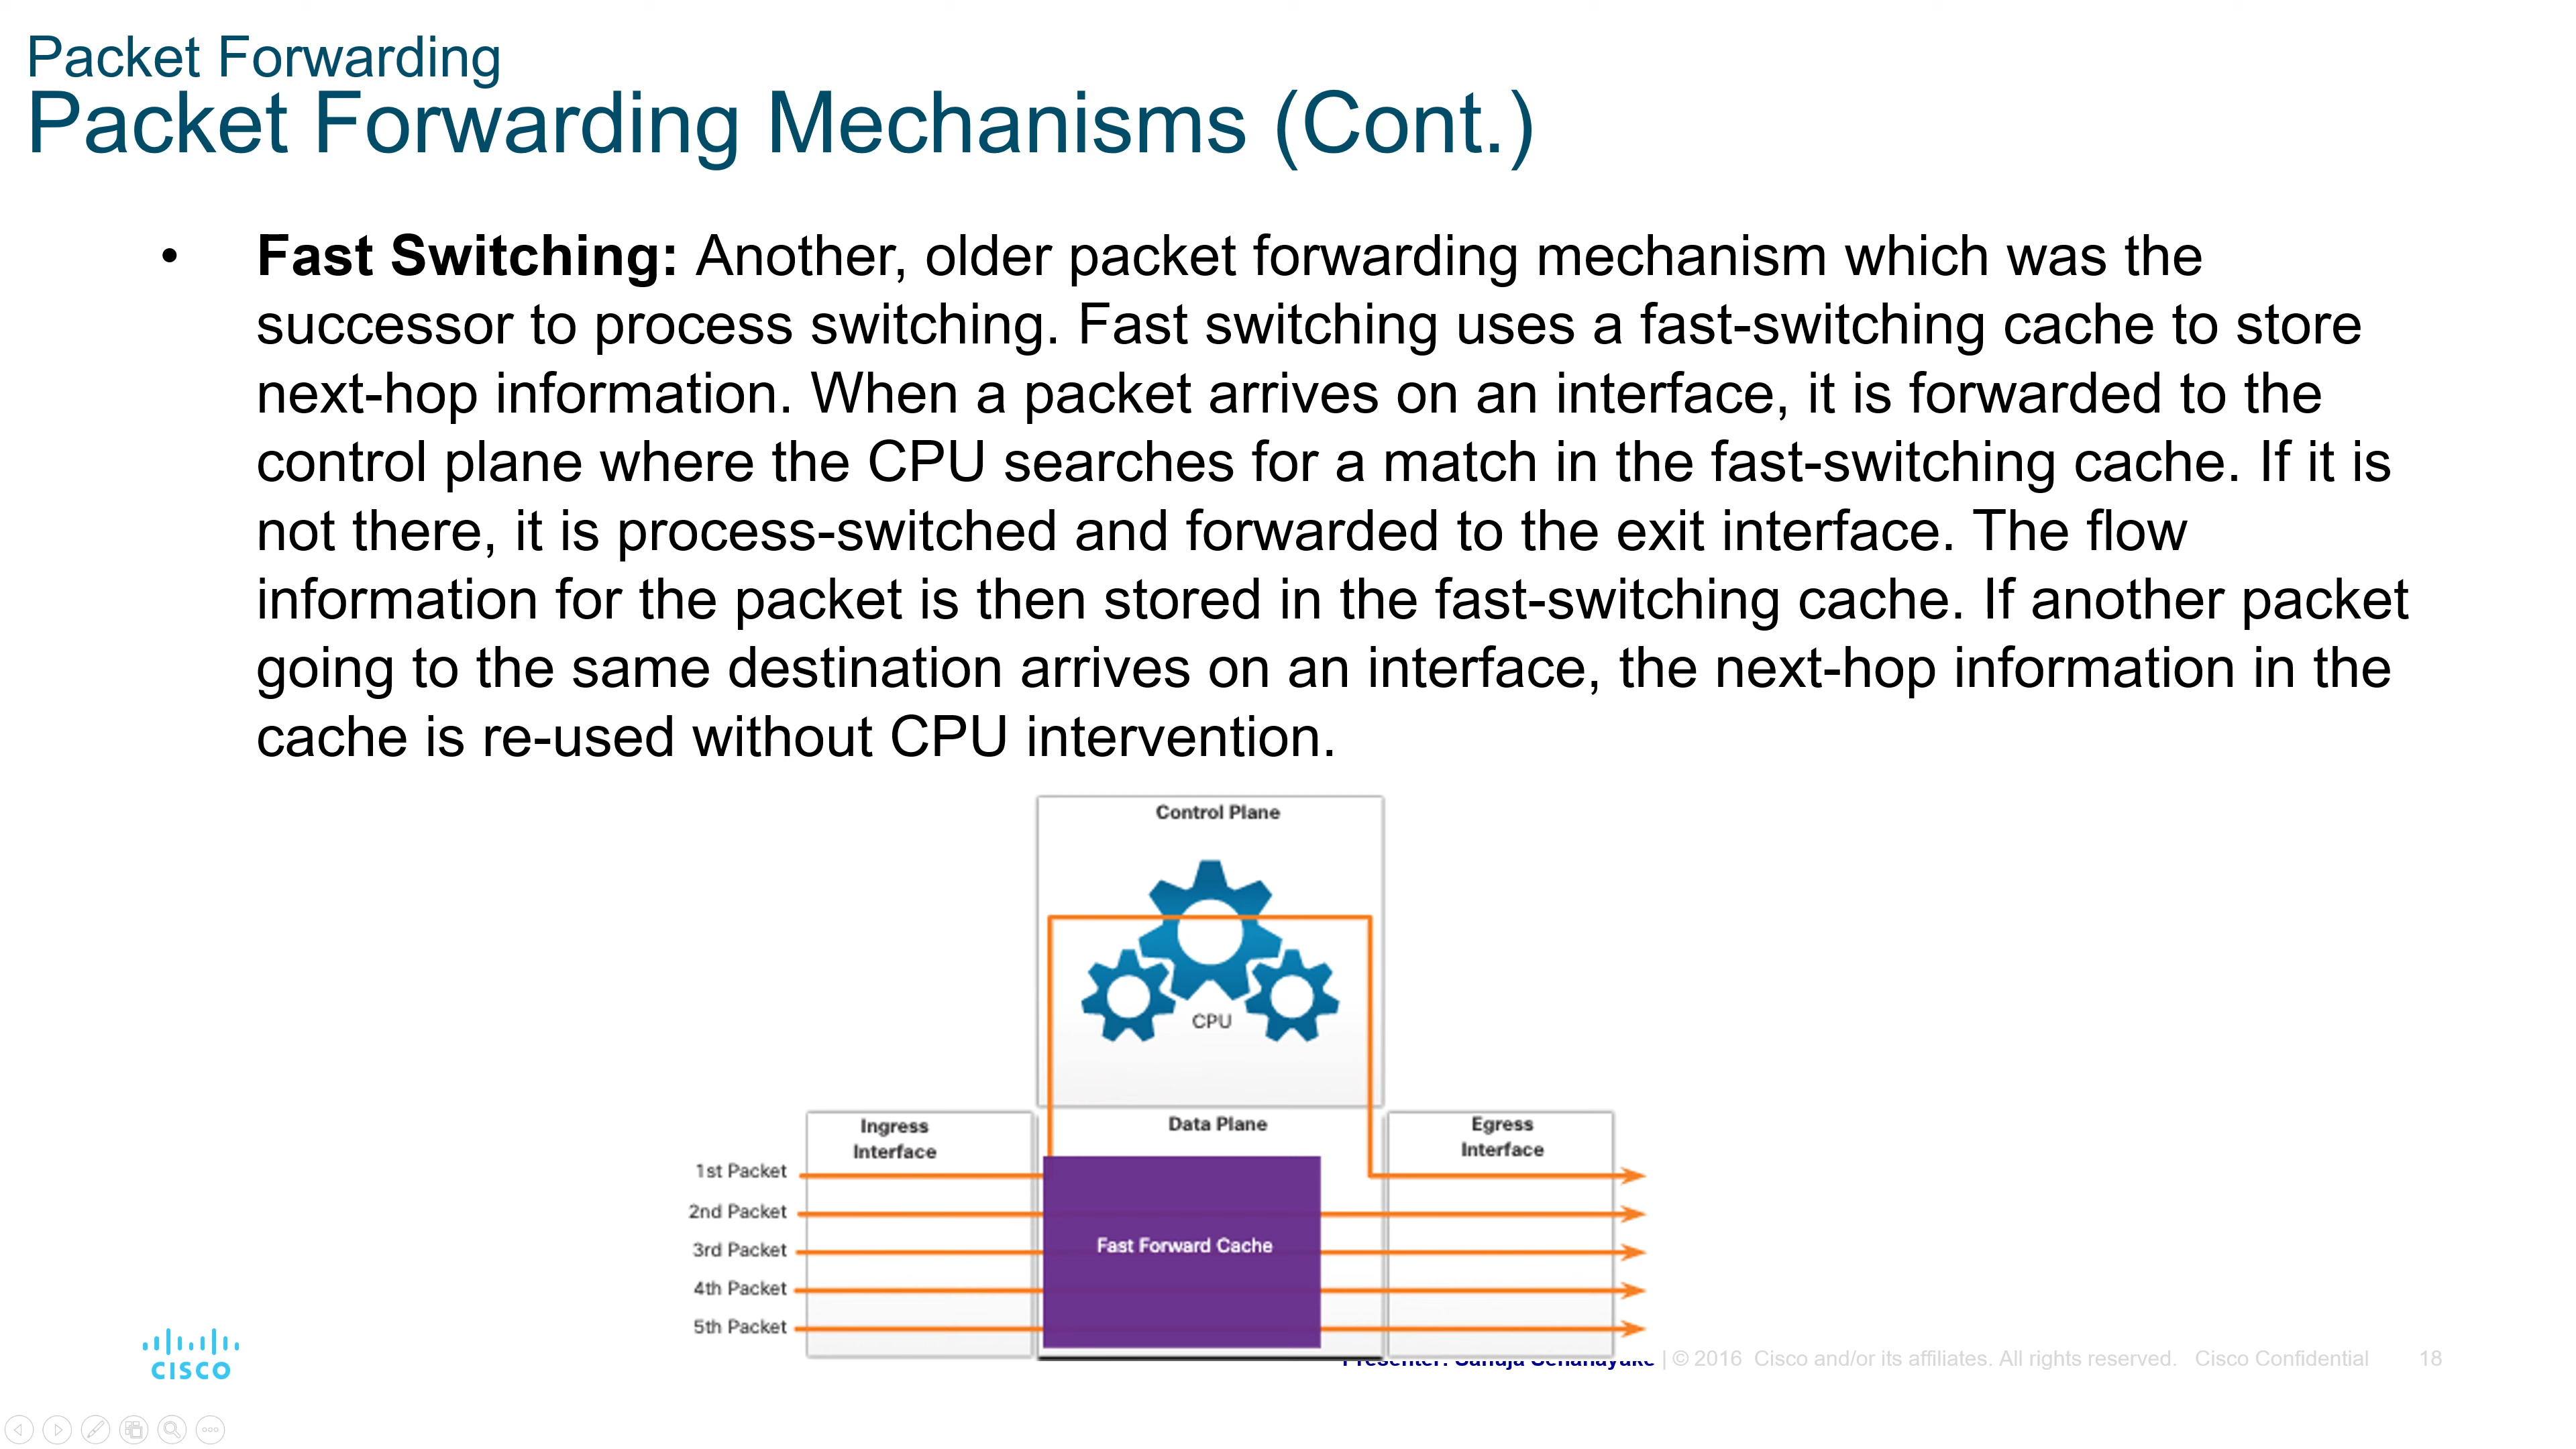 Packet Forwarding
Packet Forwarding Mechanisms (Cont.)
• Fast Switching: Another, older packet forwarding mechanism which was the
successor to process switching. Fast switching uses a fast-switching cache to store
next-hop information. When a packet arrives on an interface, it is forwarded to the
control plane where the CPU searches for a match in the fast-switching cache. If it is
not there, it is process-switched and forwarded to the exit interface. The flow
information for the packet is then stored in the fast-switching cache. If another packet
going to the same destination arrives on an interface, the next-hop information in the
cache is re-used without CPU intervention.
Control Plane
CPU
Ingress
Interface
Data Plane
Egress
Interface
1st Packet
2nd Packet
3rd Packet
4th Packet
5th Packet
Fast Forward Cache
CISCO
Presenter: Sanuja Senanayake | © 2016 Cisco and/or its affiliates. All rights reserved. Cisco Confidential 18